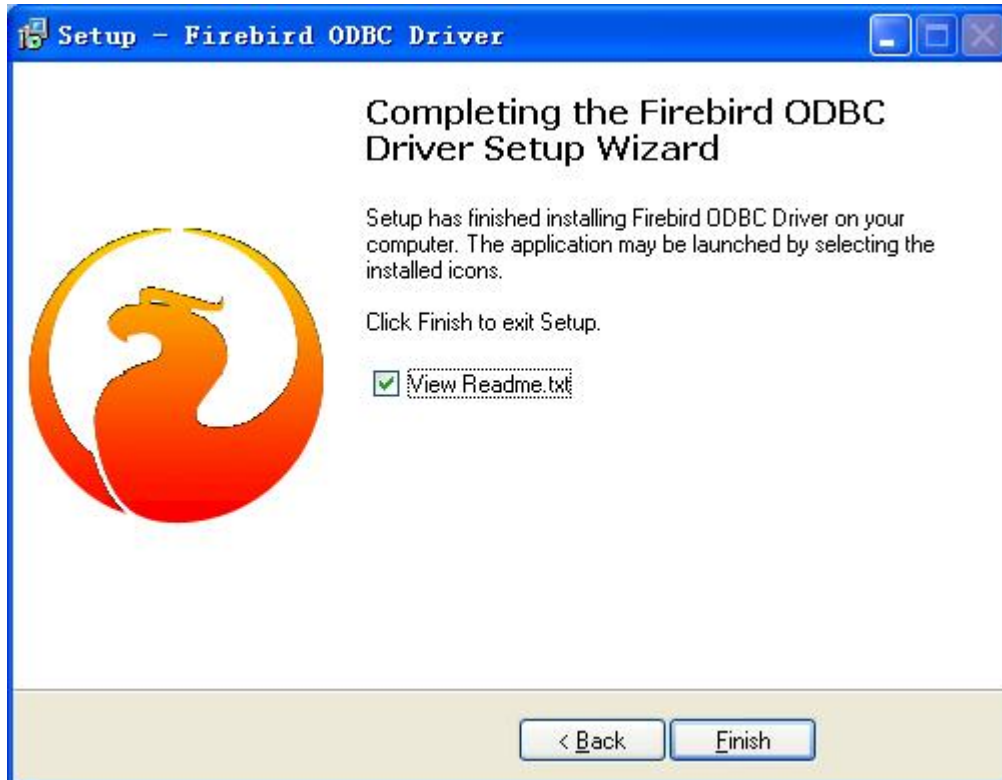 Setup - Firebird ODBC Driver
Completing the Firebird ODBC
Driver Setup Wizard
Setup has finished installing Firebird ODBC Driver on your
computer. The application may be launched by selecting the
installed icons.
Click Finish to exit Setup.
View Readme.txt
< Back
Finish